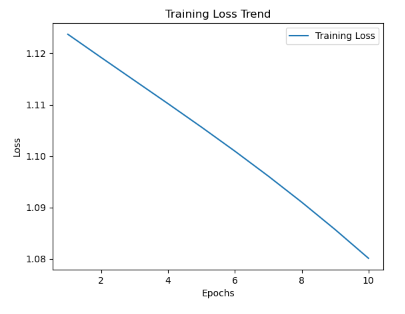 Training Loss Trend
Training Loss
1.12
1.11
1.10
1.09
1.08
Loss
2 4 6 8 10
Epochs